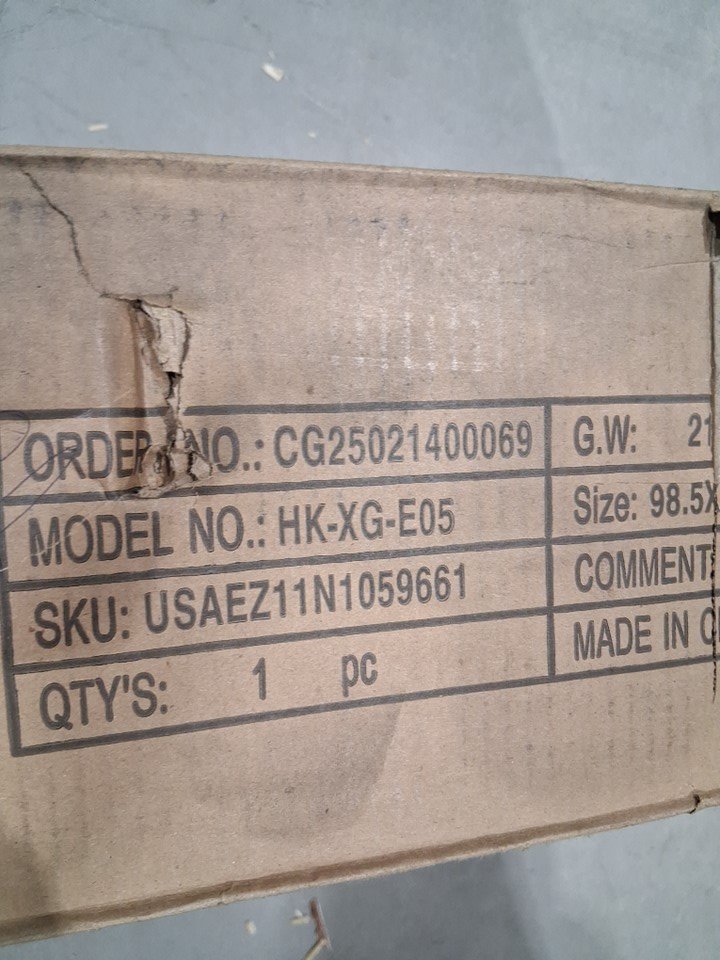 ORDER NO.: CG25021400069
G.W: 21
MODEL NO.: HK-XG-E05
Size: 98.5X
SKU: USAEZ11N1059661
COMMENT
QTY'S: 1 pc
MADE IN C